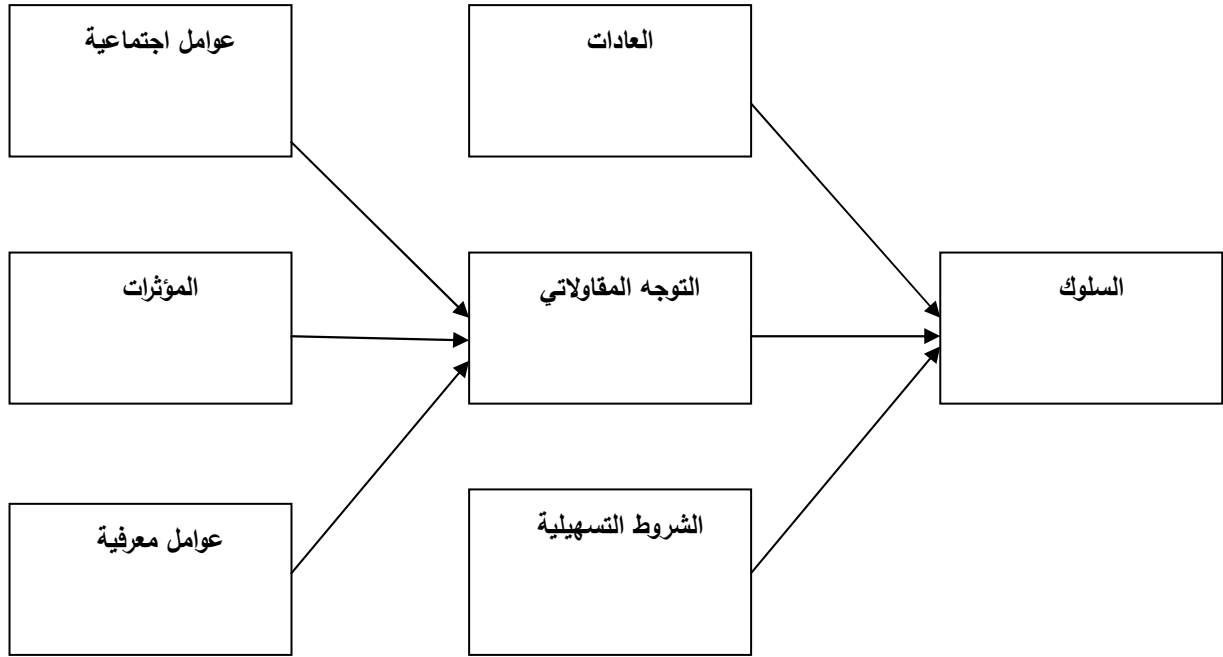 عوامل اجتماعية
العادات
المؤثرات
التوجه المقاولاتي
السلوك
عوامل معرفية
الشروط التسهيلية